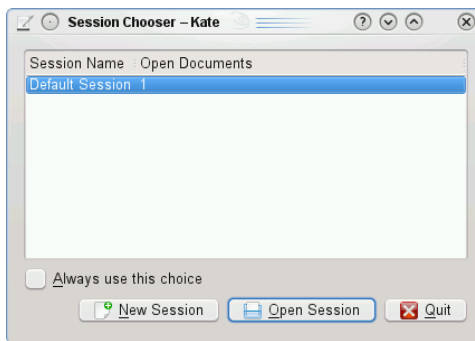 Session Chooser – Kate
Session Name Open Documents
Default Session 1
Always use this choice
New Session Open Session Quit